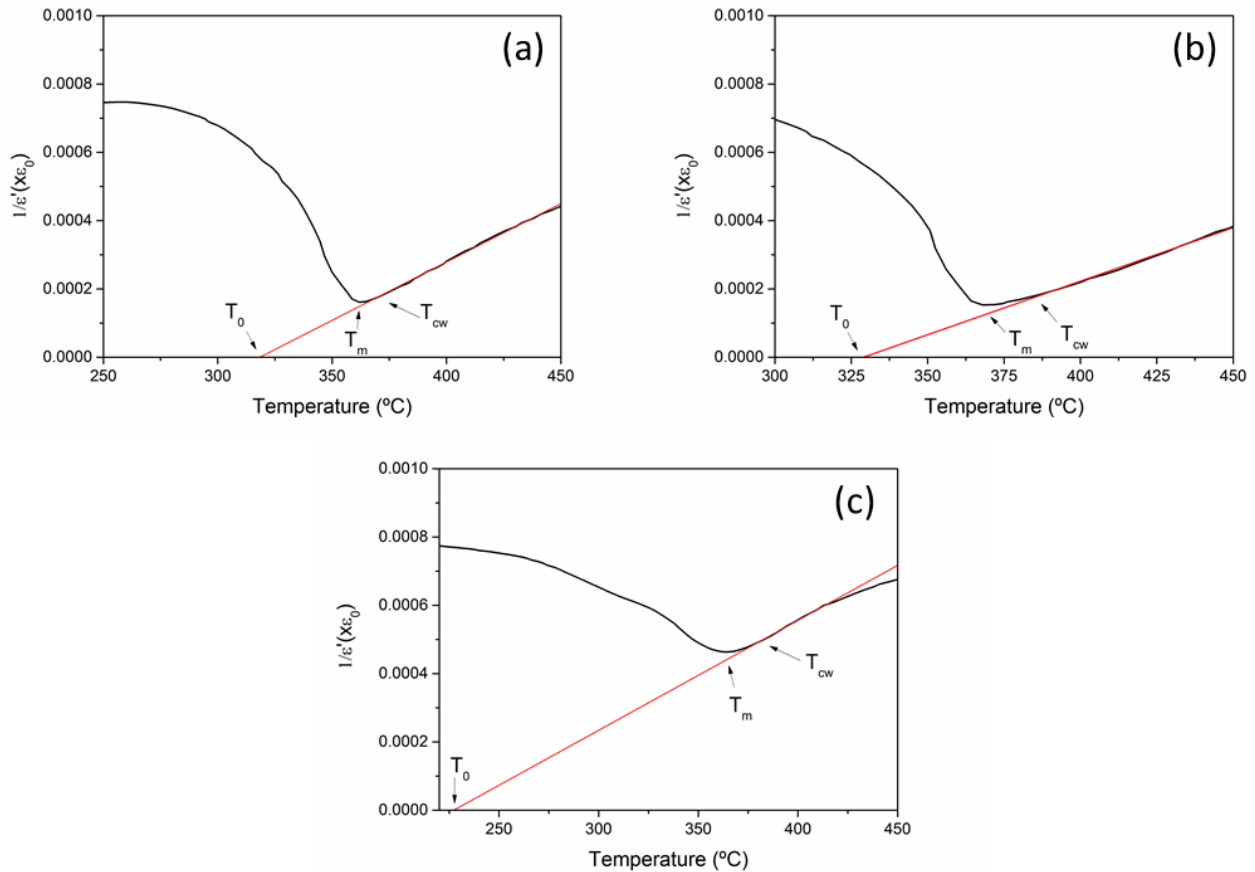 (a)
0.0010
0.0008
0.0006
0.0004
0.0002
0.0000
1/ε'(xε₀)
T₀
Tₘ
T_cw
250 300 350 400 450
Temperature (ºC)
(b)
0.0010
0.0008
0.0006
0.0004
0.0002
0.0000
1/ε'(xε₀)
T₀
Tₘ
T_cw
300 325 350 375 400 425 450
Temperature (ºC)
(c)
0.0010
0.0008
0.0006
0.0004
0.0002
0.0000
1/ε'(xε₀)
T₀
Tₘ
T_cw
250 300 350 400 450
Temperature (ºC)